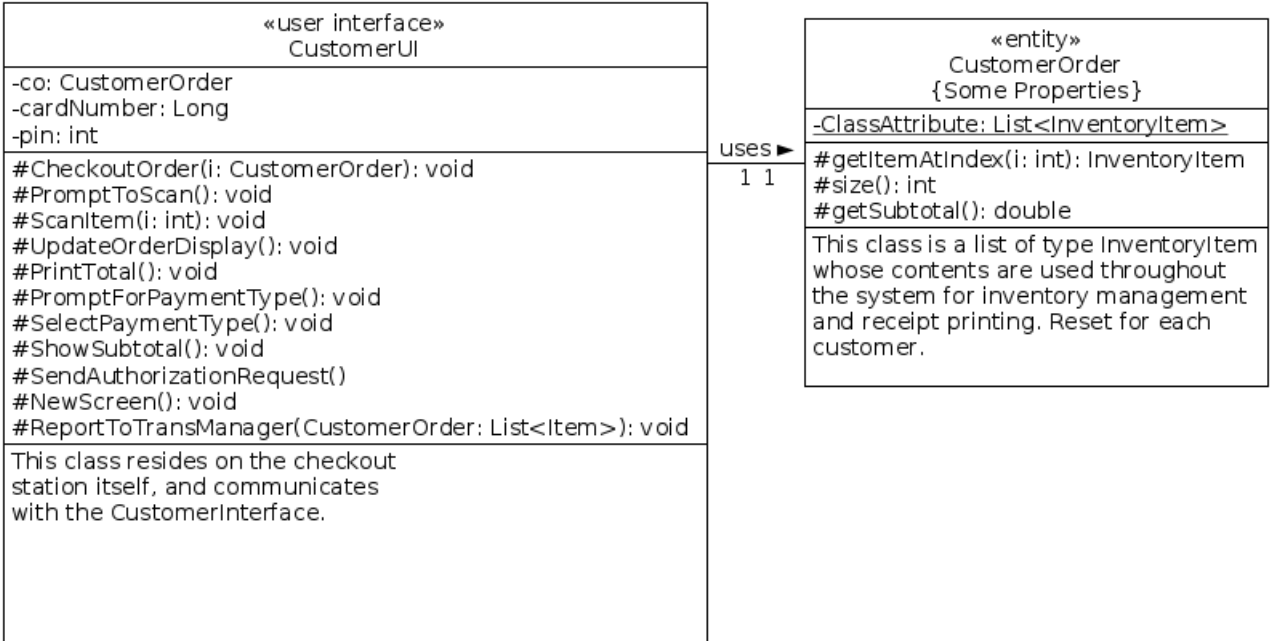 «user interface»
CustomerUI
-co: CustomerOrder
-cardNumber: Long
-pin: int
#CheckoutOrder(i: CustomerOrder): void
#PromptToScan(): void
#ScanItem(i: int): void
#UpdateOrderDisplay(): void
#PrintTotal(): void
#PromptForPaymentType(): void
#SelectPaymentType(): void
#ShowSubtotal(): void
#SendAuthorizationRequest()
#NewScreen(): void
#ReportToTransManager(CustomerOrder: List<Item>): void
This class resides on the checkout
station itself, and communicates
with the CustomerInterface.
uses►
1 1
«entity»
CustomerOrder
{Some Properties}
-ClassAttribute: List<InventoryItem>
#getItemAtIndex(i: int): InventoryItem
#size(): int
#getSubtotal(): double
This class is a list of type InventoryItem
whose contents are used throughout
the system for inventory management
and receipt printing. Reset for each
customer.